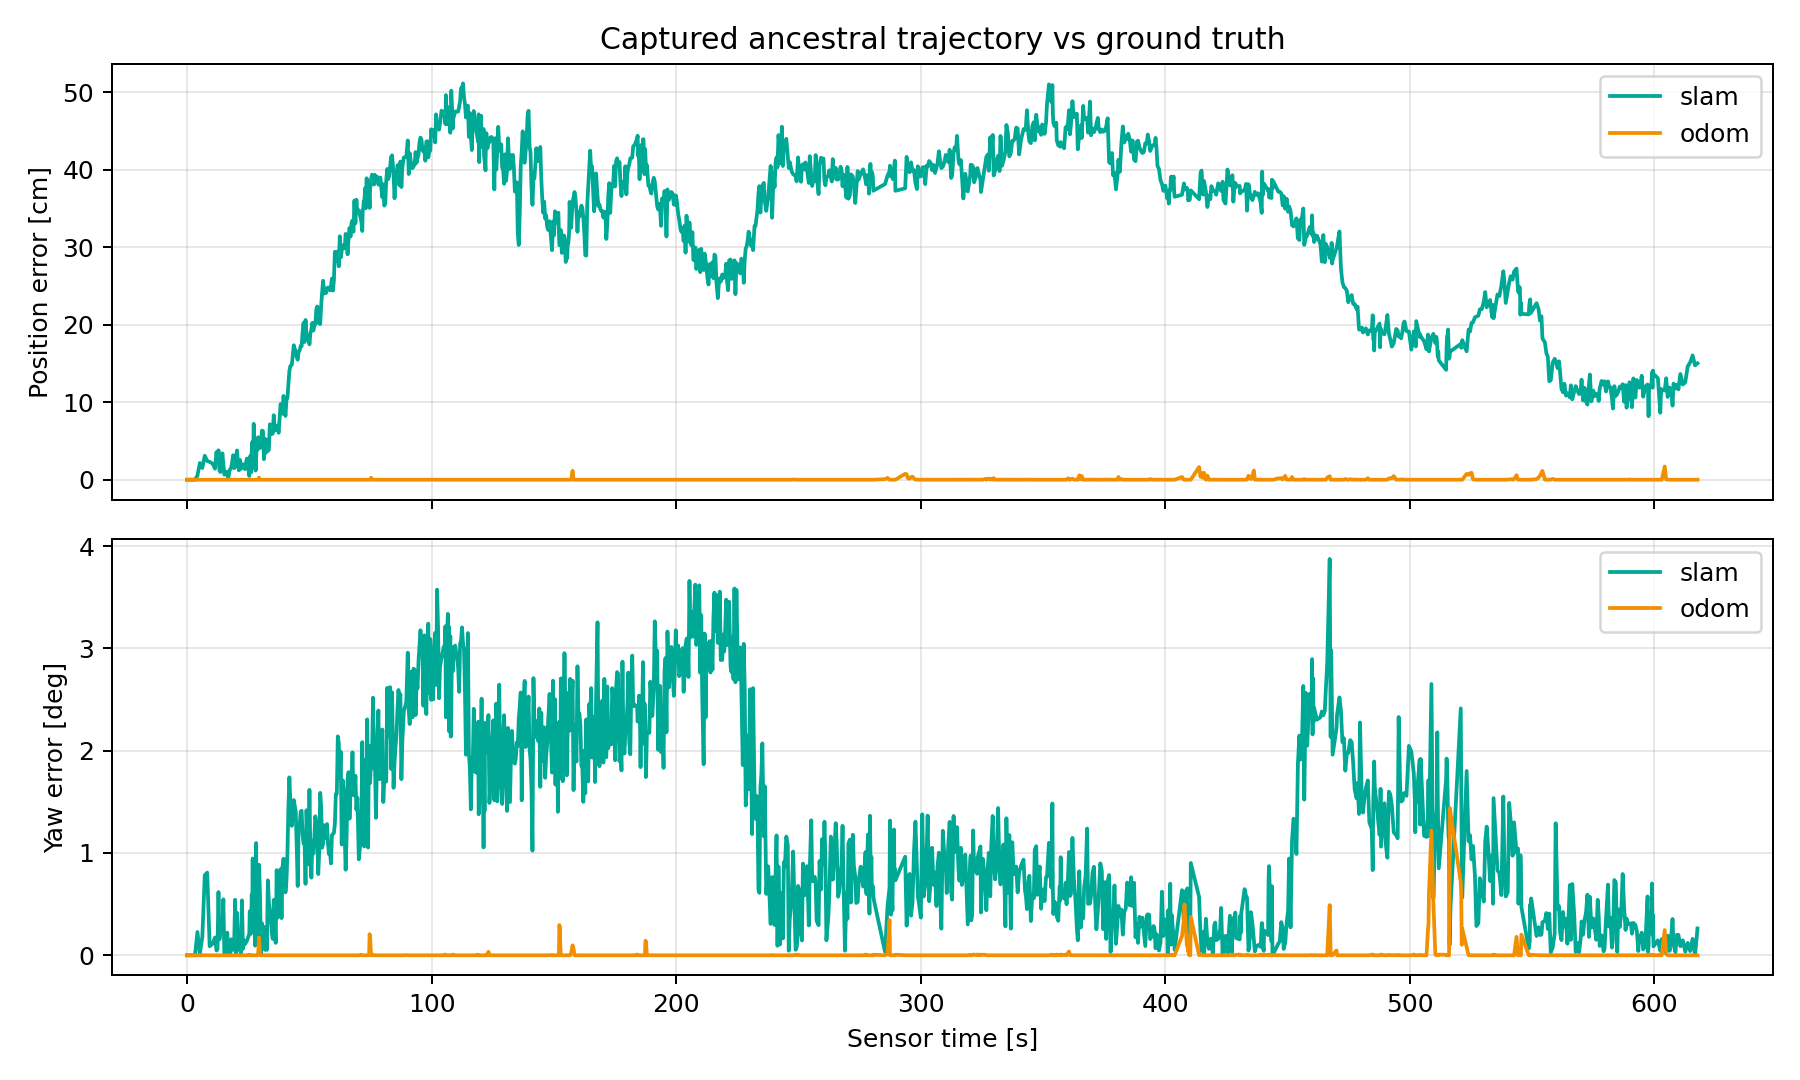 Captured ancestral trajectory vs ground truth
Position error [cm]
50
40
30
20
10
0
slam
odom
Yaw error [deg]
4
3
2
1
0
slam
odom
0 100 200 300 400 500 600
Sensor time [s]